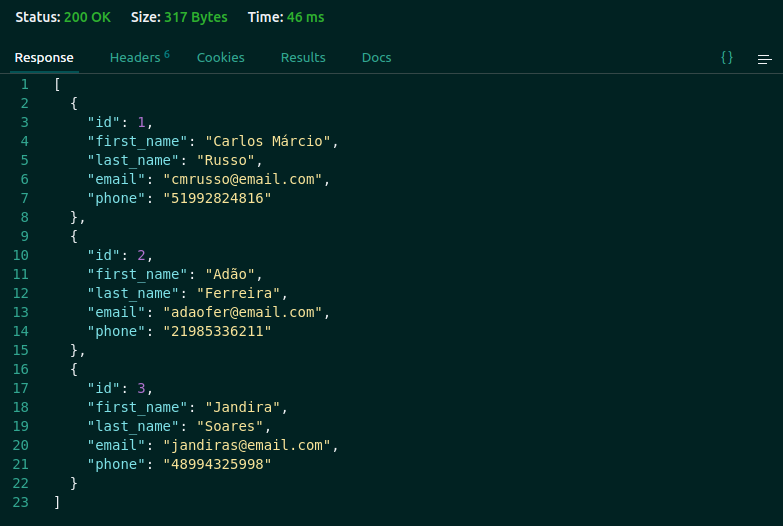 Status: 200 OK Size: 317 Bytes Time: 46 ms
Response Headers 6 Cookies Results Docs {}
1 [
2 {
3 "id": 1,
4 "first_name": "Carlos Márcio",
5 "last_name": "Russo",
6 "email": "cmrusso@email.com",
7 "phone": "51992824816"
8 },
9 {
10 "id": 2,
11 "first_name": "Adão",
12 "last_name": "Ferreira",
13 "email": "adaofer@email.com",
14 "phone": "21985336211"
15 },
16 {
17 "id": 3,
18 "first_name": "Jandira",
19 "last_name": "Soares",
20 "email": "jandiras@email.com",
21 "phone": "48994325998"
22 }
23 ]